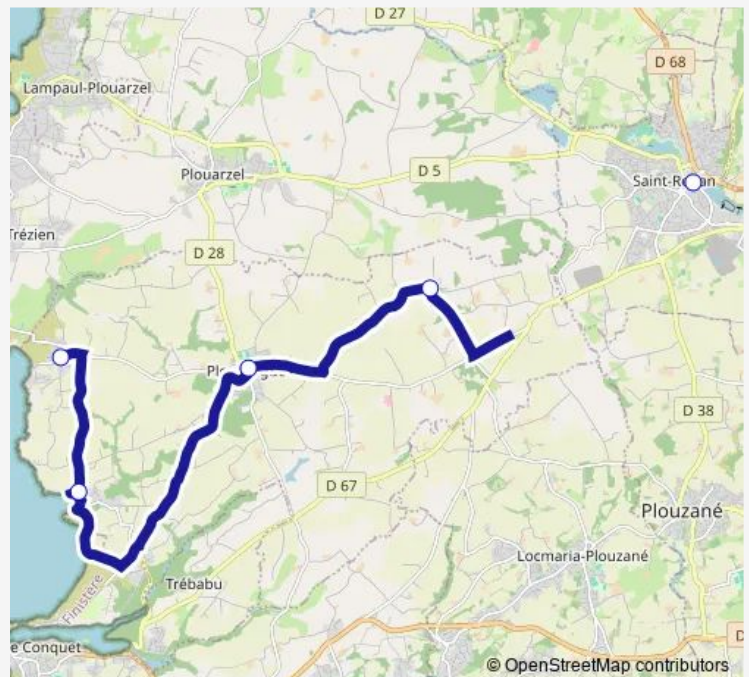 D 27
D 68
Lampaul-Plouarzel
Plouarzel
D 5
Trézien
D 28
D 38
D 67
Plouzané
Locmaria-Plouzané
Trébabu
Finistère
e Conquet
D
© OpenStreetMap contributors